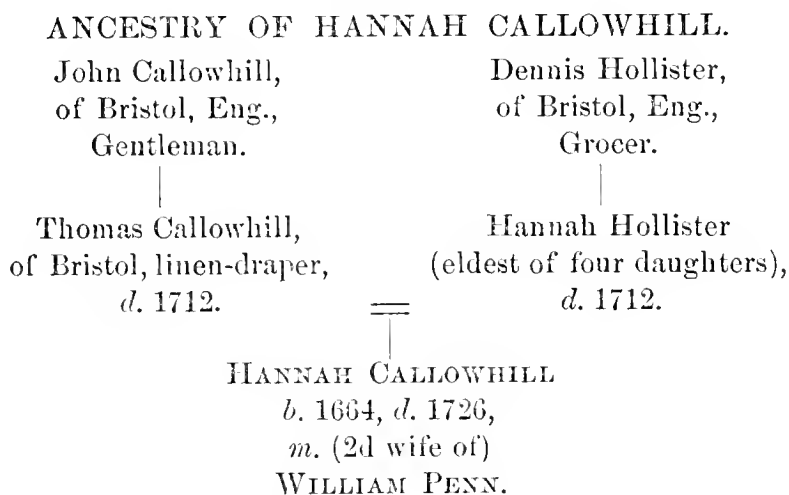 ANCESTRY OF HANNAH CALLOWHILL.
John Callowhill,
of Bristol, Eng.,
Gentleman.
Dennis Hollister,
of Bristol, Eng.,
Grocer.
Thomas Callowhill,
of Bristol, linen-draper,
d. 1712.
Hannah Hollister
(eldest of four daughters),
d. 1712.
HANNAH CALLOWHILL
b. 1664, d. 1726,
m. (2d wife of)
WILLIAM PENN.